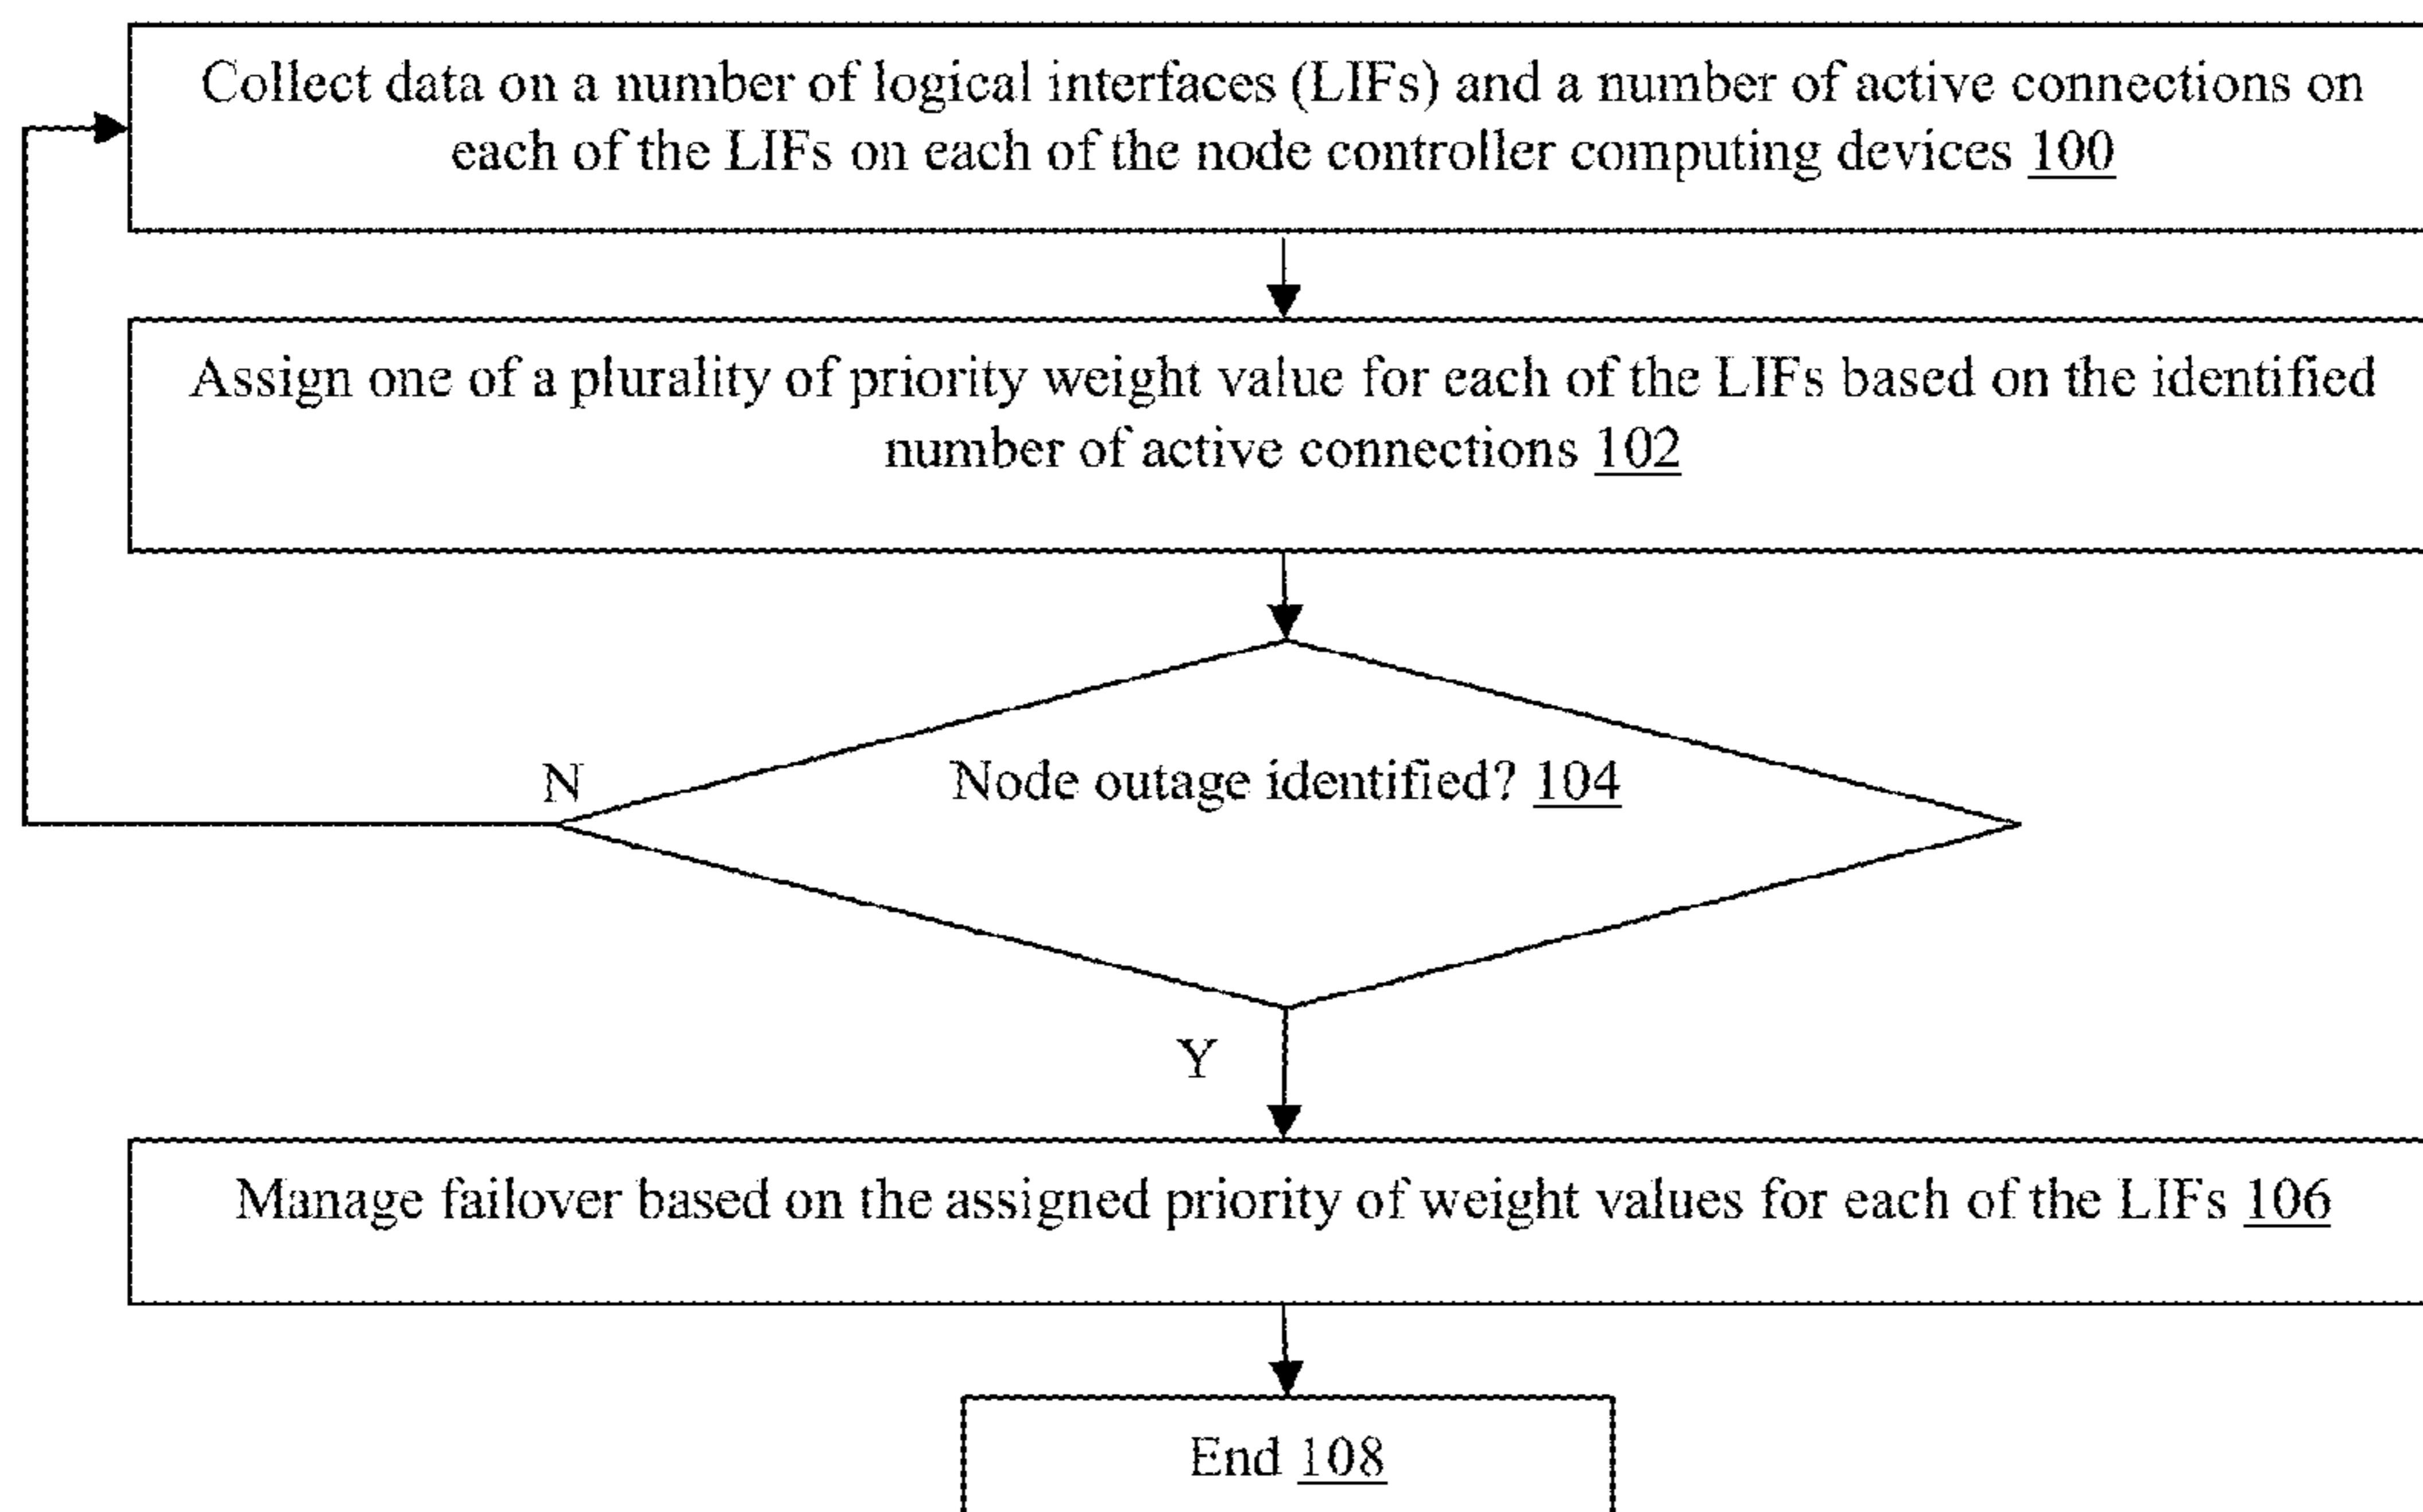 Collect data on a number of logical interfaces (LIFs) and a number of active connections on
each of the LIFs on each of the node controller computing devices 100
Assign one of a plurality of priority weight value for each of the LIFs based on the identified
number of active connections 102
N
Node outage identified? 104
Y
Manage failover based on the assigned priority of weight values for each of the LIFs 106
End 108